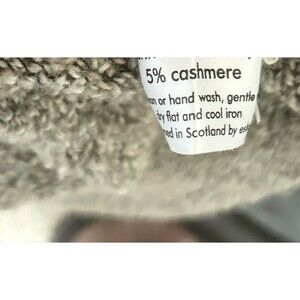 5% cashmere
or hand wash, gentle
flat and cool iron
in Scotland by